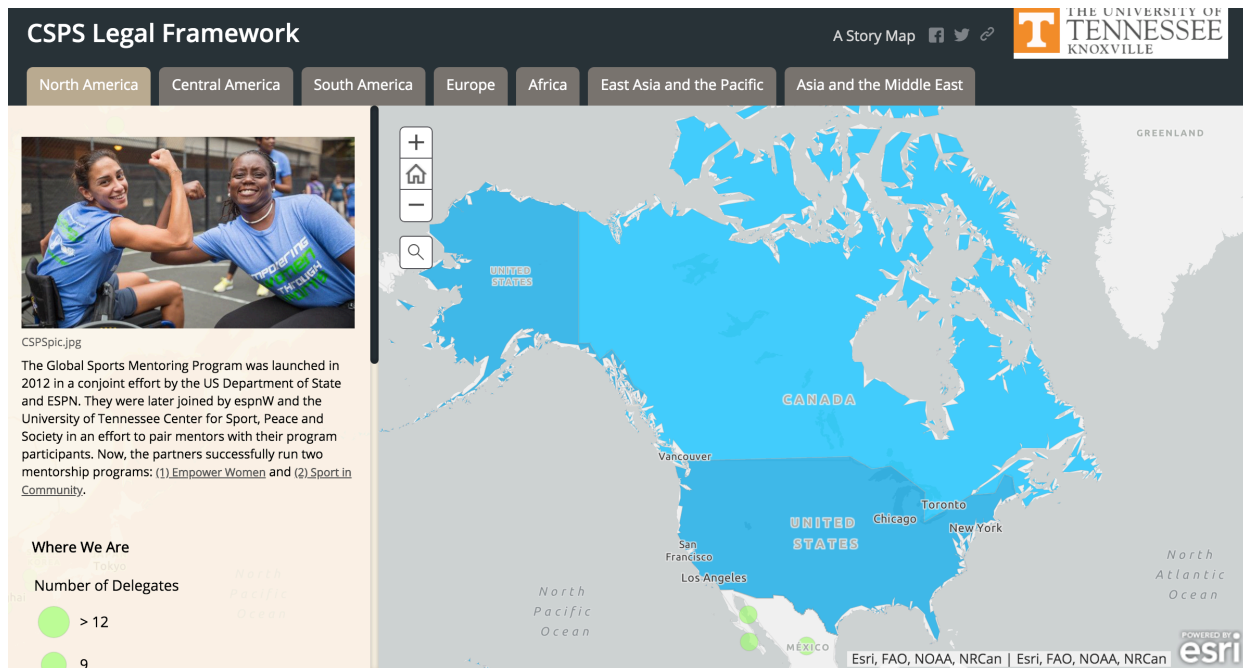 CSPS Legal Framework
A Story Map
THE UNIVERSITY OF
TENNESSEE
KNOXVILLE
North America
Central America
South America
Europe
Africa
East Asia and the Pacific
Asia and the Middle East
EMPOWERING
WOMEN
THROUGH
CSPSpic.jpg
The Global Sports Mentoring Program was launched in
2012 in a conjoint effort by the US Department of State
and ESPN. They were later joined by espnW and the
University of Tennessee Center for Sport, Peace and
Society in an effort to pair mentors with their program
participants. Now, the partners successfully run two
mentorship programs: (1) Empower Women and (2) Sport in
Community.
Where We Are
Tokyo
Number of Delegates
North
Pacific
Ocean
> 12
9
GREENLAND
UNITED
STATES
CANADA
Vancouver
Toronto
Chicago
New York
UNITED
STATES
San
Francisco
Los Angeles
North
Pacific
Ocean
North
Atlantic
Ocean
MEXICO
Esri, FAO, NOAA, NRCan | Esri, FAO, NOAA, NRCan
POWERED BY
esri